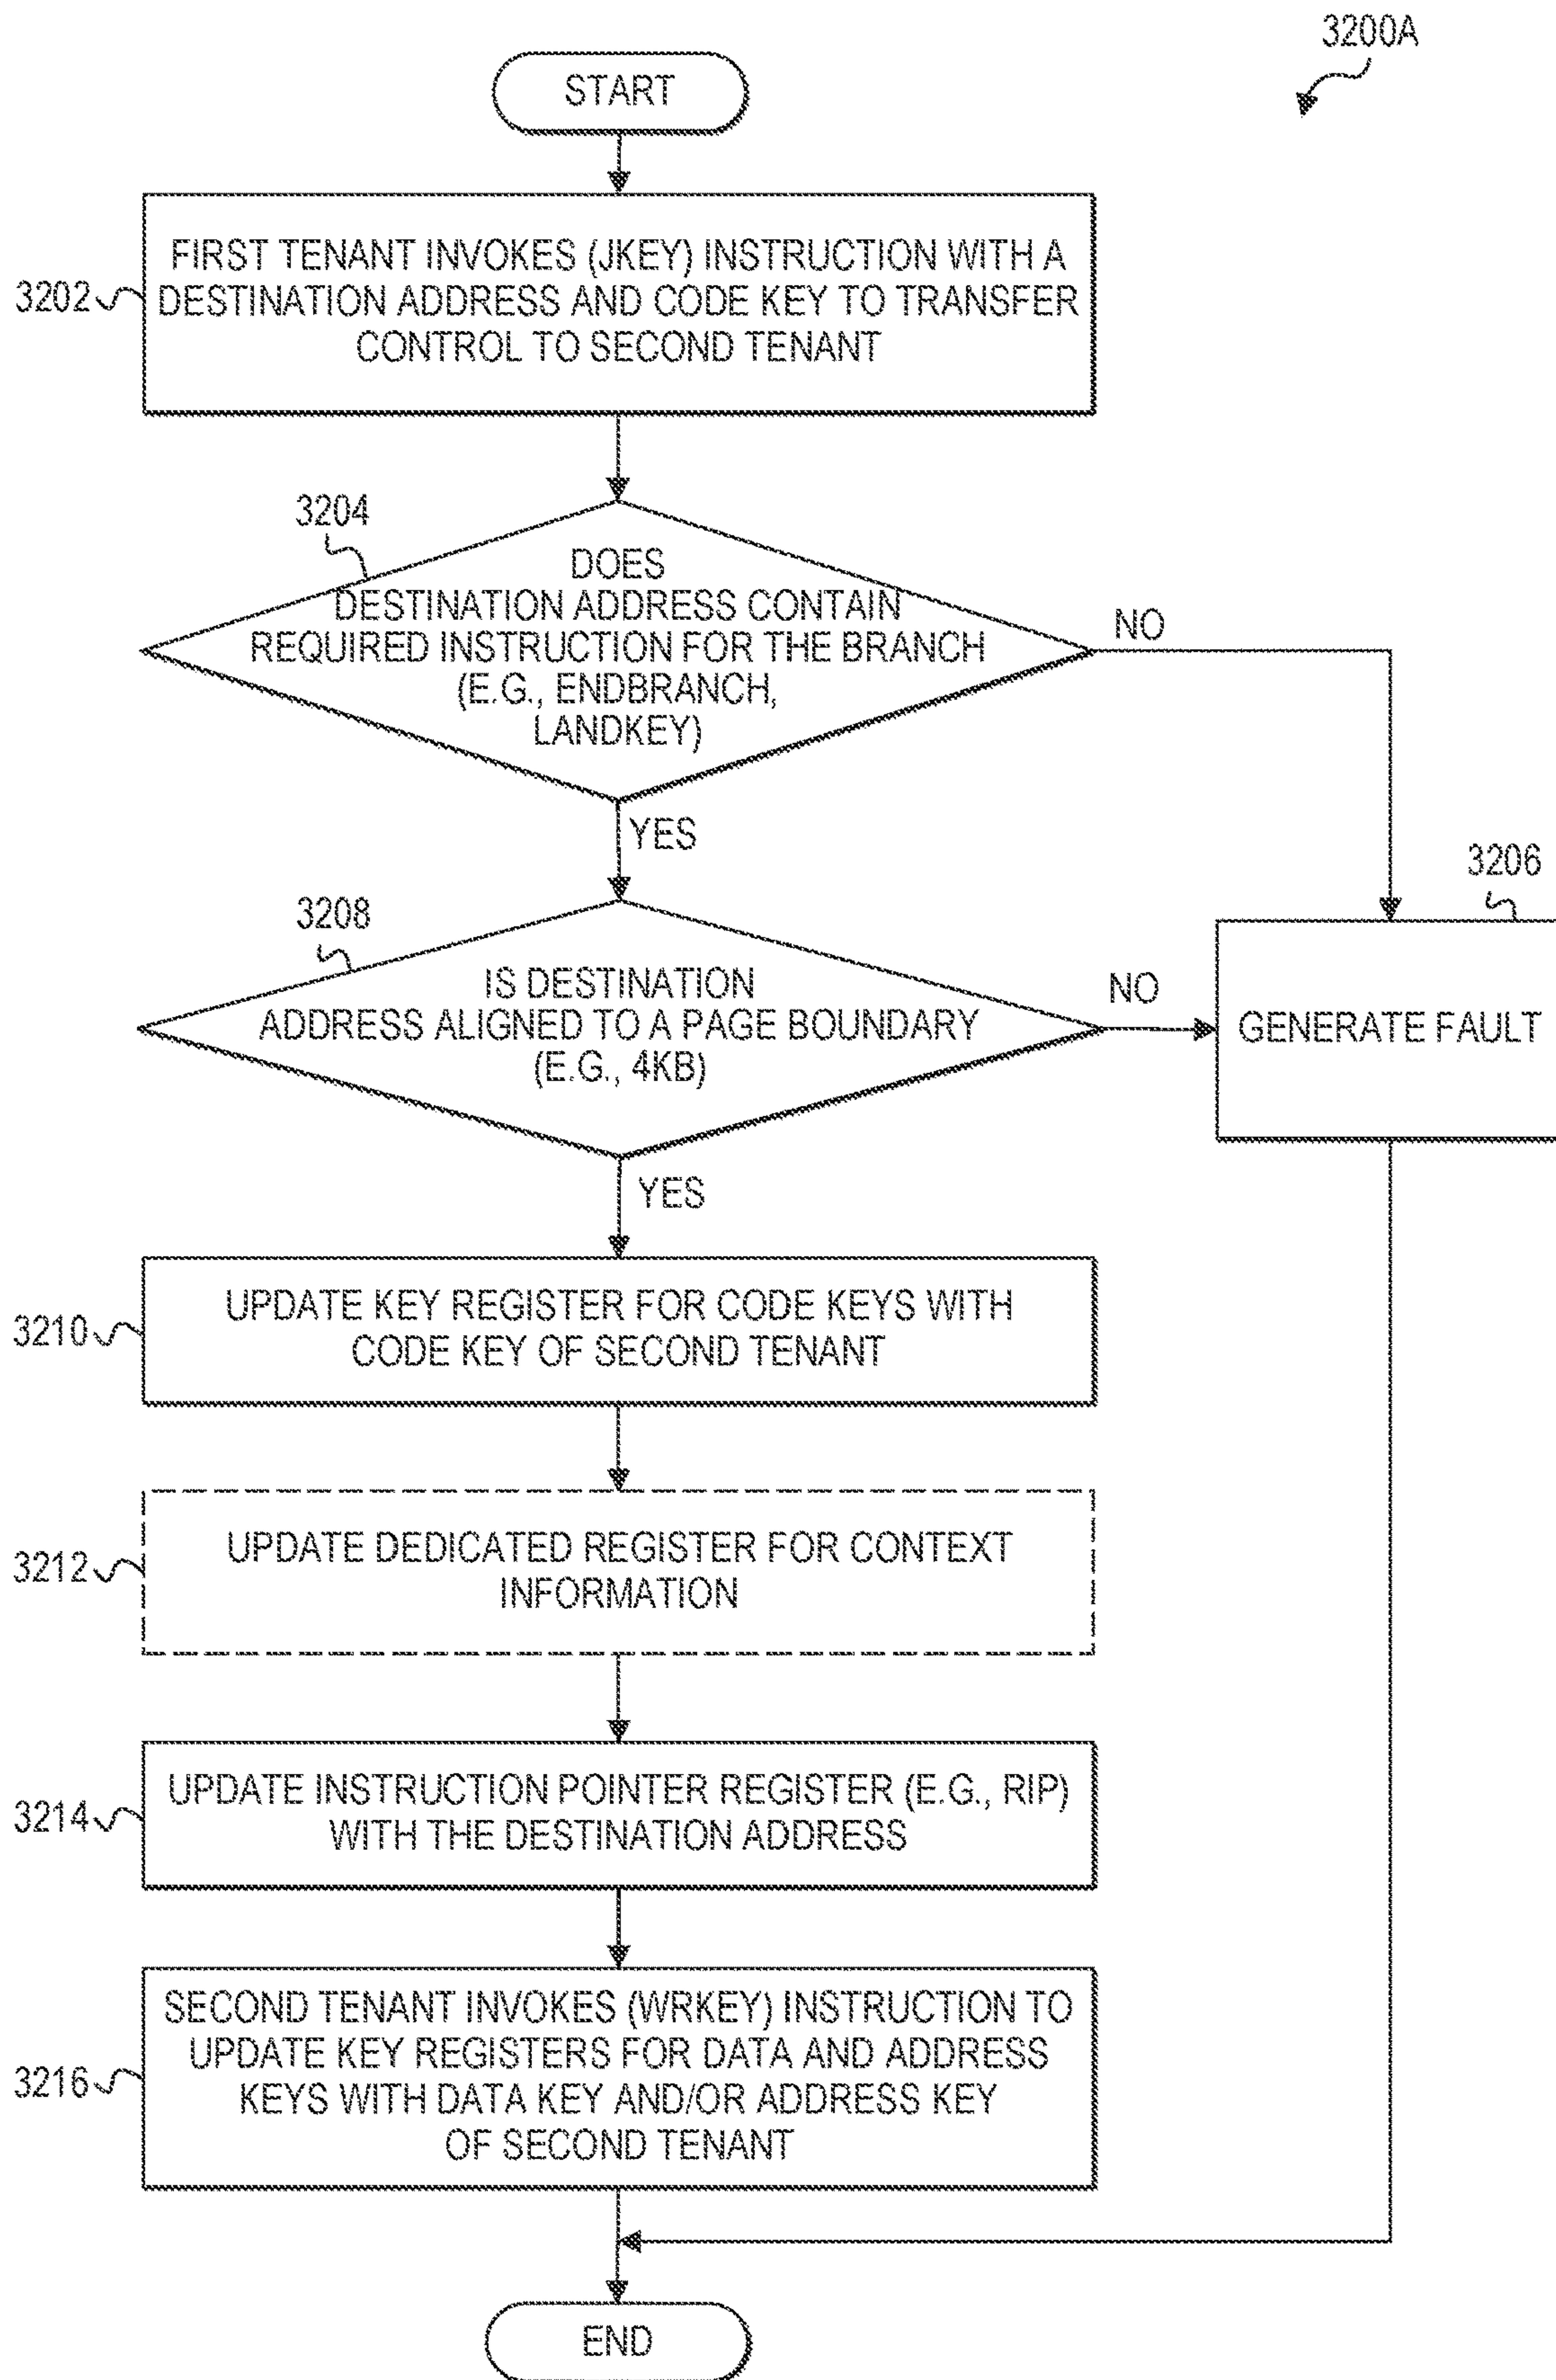 3200A
START
3202
FIRST TENANT INVOKES (JKEY) INSTRUCTION WITH A
DESTINATION ADDRESS AND CODE KEY TO TRANSFER
CONTROL TO SECOND TENANT
3204
DOES
DESTINATION ADDRESS CONTAIN
REQUIRED INSTRUCTION FOR THE BRANCH
(E.G., ENDBRANCH,
LANDKEY)
NO
YES
3206
GENERATE FAULT
3208
IS DESTINATION
ADDRESS ALIGNED TO A PAGE BOUNDARY
(E.G., 4KB)
NO
YES
3210
UPDATE KEY REGISTER FOR CODE KEYS WITH
CODE KEY OF SECOND TENANT
3212
UPDATE DEDICATED REGISTER FOR CONTEXT
INFORMATION
3214
UPDATE INSTRUCTION POINTER REGISTER (E.G., RIP)
WITH THE DESTINATION ADDRESS
3216
SECOND TENANT INVOKES (WRKEY) INSTRUCTION TO
UPDATE KEY REGISTERS FOR DATA AND ADDRESS
KEYS WITH DATA KEY AND/OR ADDRESS KEY
OF SECOND TENANT
END